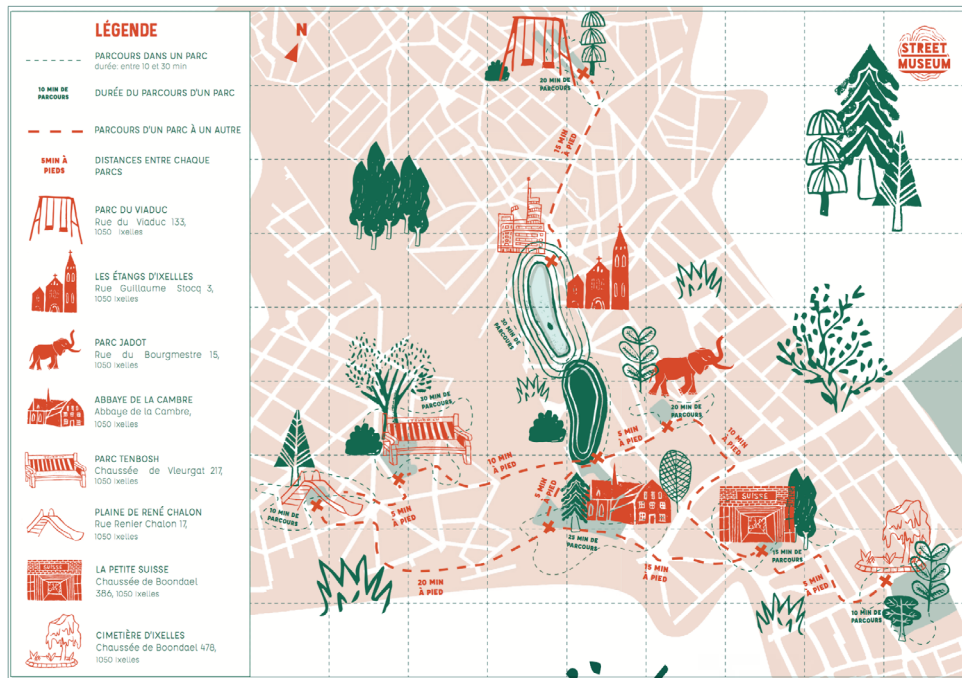 LÉGENDE
PARCOURS DANS UN PARC
durée: entre 10 et 30 min
10 MIN DE
PARCOURS
DURÉE DU PARCOURS D'UN PARC
PARCOURS D'UN PARC À UN AUTRE
5MIN À
PIEDS
DISTANCES ENTRE CHAQUE
PARCS
PARC DU VIADUC
Rue du Viaduc 133,
1050 Ixelles
LES ÉTANGS D'IXELLLES
Rue Guillaume Stocq 3,
1050 Ixelles
PARC JADOT
Rue du Bourgmestre 15,
1050 Ixelles
ABBAYE DE LA CAMBRE
Abbaye de la Cambre,
1050 Ixelles
PARC TENBOSH
Chaussée de Vleurgat 217,
1050 Ixelles
PLAINE DE RENÉ CHALON
Rue Renier Chalon 17,
1050 Ixelles
SUISSE
LA PETITE SUISSE
Chaussée de Boondael
386, 1050 Ixelles
CIMETIÈRE D'IXELES
Chaussée de Boondael 478,
1050 Ixelles
N
STREET
MUSEUM
20 MIN DE
PARCOURS
15 MIN
À PIED
30 MIN DE
PARCOURS
20 MIN DE
PARCOURS
20 MIN DE
PARCOURS
5 MIN
À PIED
10 MIN
À PIED
10 MIN
À PIED
5 MIN
À PIED
10 MIN DE
PARCOURS
5 MIN
À PIED
25 MIN DE
PARCOURS
SUISSE
15 MIN DE
PARCOURS
20 MIN
À PIED
15 MIN
À PIED
5 MIN
À PIED
10 MIN DE
PARCOURS